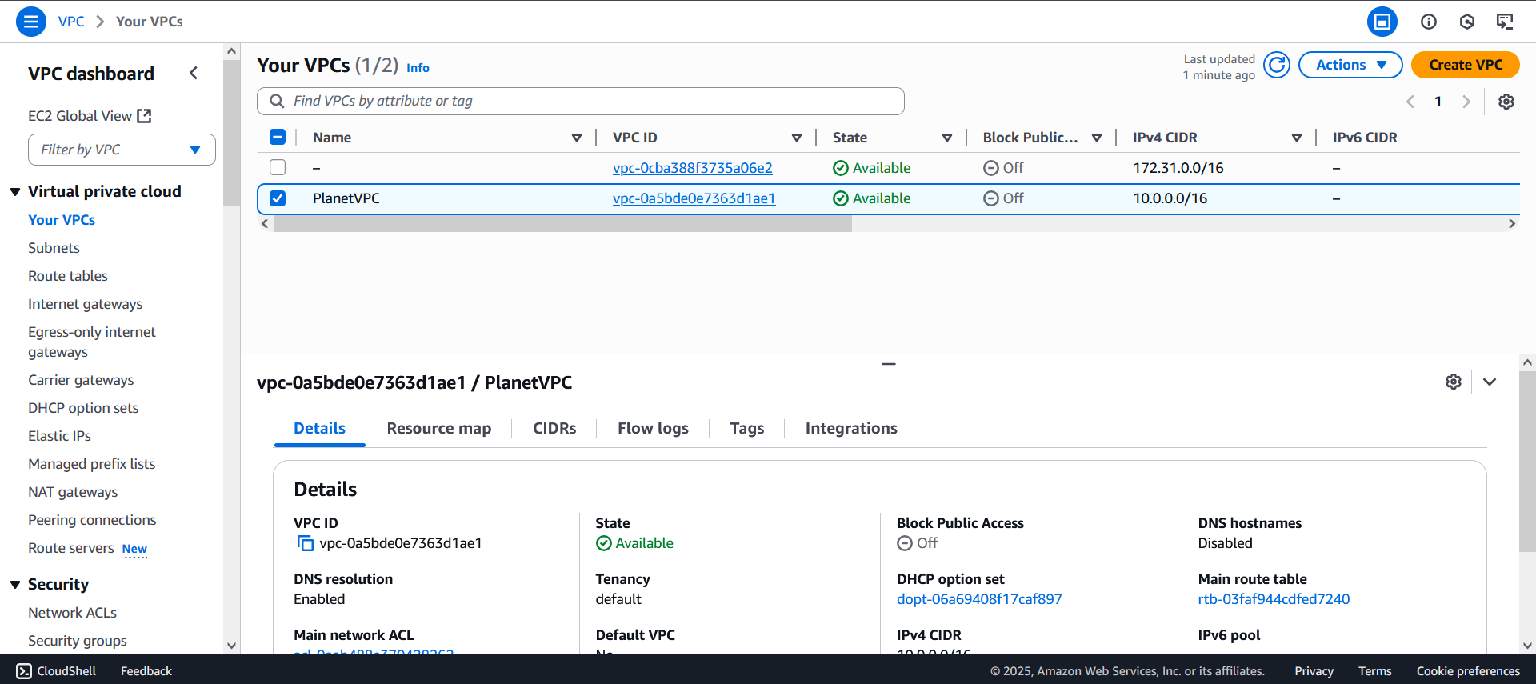 VPC > Your VPCs
VPC dashboard
EC2 Global View
Filter by VPC
Virtual private cloud
Your VPCs
Subnets
Route tables
Internet gateways
Egress-only internet
gateways
Carrier gateways
DHCP option sets
Elastic IPs
Managed prefix lists
NAT gateways
Peering connections
Route servers New
Security
Network ACLs
Security groups
Your VPCs (1/2) Info
Last updated
1 minute ago
Actions
Create VPC
Find VPCs by attribute or tag
1
Name VPC ID State Block Public... IPv4 CIDR IPv6 CIDR
– vpc-0cba388f3735a06e2 Available Off 172.31.0.0/16 –
PlanetVPC vpc-0a5bde0e7363d1ae1 Available Off 10.0.0.0/16 –
vpc-0a5bde0e7363d1ae1 / PlanetVPC
Details Resource map CIDRs Flow logs Tags Integrations
Details
VPC ID State Block Public Access DNS hostnames
vpc-0a5bde0e7363d1ae1 Available Off Disabled
DNS resolution Tenancy DHCP option set Main route table
Enabled default dopt-06a69408f17caf897 rtb-03faf944cdfed7240
Main network ACL Default VPC IPv4 CIDR IPv6 pool
No 10.0.0.0/16
CloudShell Feedback © 2025, Amazon Web Services, Inc. or its affiliates. Privacy Terms Cookie preferences